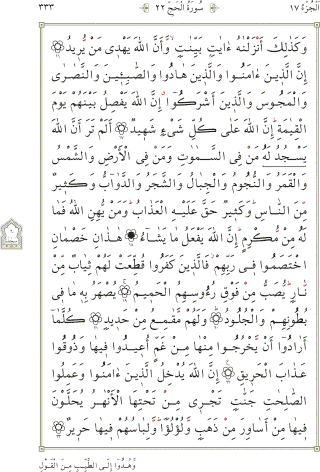 الجزء ١٧ سورة الحج ٢٢ ٣٣٣
وَكَذَٰلِكَ أَنزَلْنَٰهُ ءَايَٰتٍۭ بَيِّنَٰتٍ وَأَنَّ ٱللَّهَ يَهْدِى مَن يُرِيدُ
إِنَّ ٱلَّذِينَ ءَامَنُوا۟ وَٱلَّذِينَ هَادُوا۟ وَٱلصَّٰبِـِٔينَ وَٱلنَّصَٰرَىٰ
وَٱلْمَجُوسَ وَٱلَّذِينَ أَشْرَكُوٓا۟ إِنَّ ٱللَّهَ يَفْصِلُ بَيْنَهُمْ يَوْمَ
ٱلْقِيَٰمَةِ إِنَّ ٱللَّهَ عَلَىٰ كُلِّ شَىْءٍ شَهِيدٌ أَلَمْ تَرَ أَنَّ ٱللَّهَ
يَسْجُدُ لَهُۥ مَن فِى ٱلسَّمَٰوَٰتِ وَمَن فِى ٱلْأَرْضِ وَٱلشَّمْسُ
وَٱلْقَمَرُ وَٱلنُّجُومُ وَٱلْجِبَالُ وَٱلشَّجَرُ وَٱلدَّوَآبُّ وَكَثِيرٌ
مِّنَ ٱلنَّاسِ وَكَثِيرٌ حَقَّ عَلَيْهِ ٱلْعَذَابُ وَمَن يُهِنِ ٱللَّهُ فَمَا
لَهُۥ مِن مُّكْرِمٍ إِنَّ ٱللَّهَ يَفْعَلُ مَا يَشَآءُ هَٰذَانِ خَصْمَانِ
ٱخْتَصَمُوا۟ فِى رَبِّهِمْ فَٱلَّذِينَ كَفَرُوا۟ قُطِّعَتْ لَهُمْ ثِيَابٌ مِّن
نَّارٍ يُصَبُّ مِن فَوْقِ رُءُوسِهِمُ ٱلْحَمِيمُ يُصْهَرُ بِهِۦ مَا فِى
بُطُونِهِمْ وَٱلْجُلُودُ وَلَهُم مَّقَٰمِعُ مِنْ حَدِيدٍ كُلَّمَآ
أَرَادُوٓا۟ أَن يَخْرُجُوا۟ مِنْهَا مِنْ غَمٍّ أُعِيدُوا۟ فِيهَا وَذُوقُوا۟
عَذَابَ ٱلْحَرِيقِ إِنَّ ٱللَّهَ يُدْخِلُ ٱلَّذِينَ ءَامَنُوا۟ وَعَمِلُوا۟
ٱلصَّٰلِحَٰتِ جَنَّٰتٍ تَجْرِى مِن تَحْتِهَا ٱلْأَنْهَٰرُ يُحَلَّوْنَ
فِيهَا مِنْ أَسَاوِرَ مِن ذَهَبٍ وَلُؤْلُؤًا وَلِبَاسُهُمْ فِيهَا حَرِيرٌ
وَهُدُوٓا۟ إِلَى ٱلطَّيِّبِ مِنَ ٱلْقَوْلِ